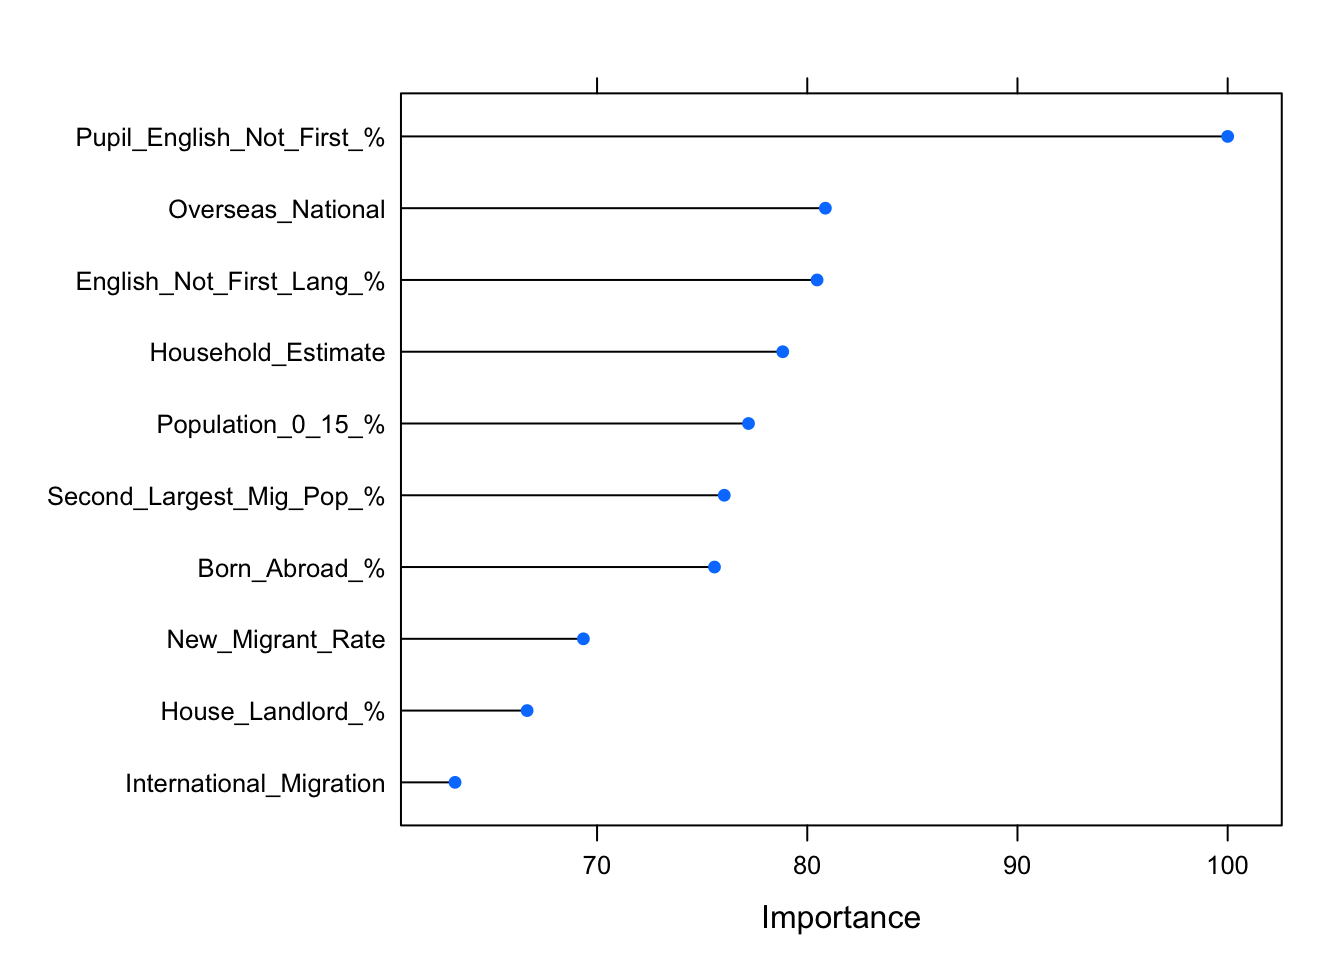 Pupil_English_Not_First_%
Overseas_National
English_Not_First_Lang_%
Household_Estimate
Population_0_15_%
Second_Largest_Mig_Pop_%
Born_Abroad_%
New_Migrant_Rate
House_Landlord_%
International_Migration
70 80 90 100
Importance